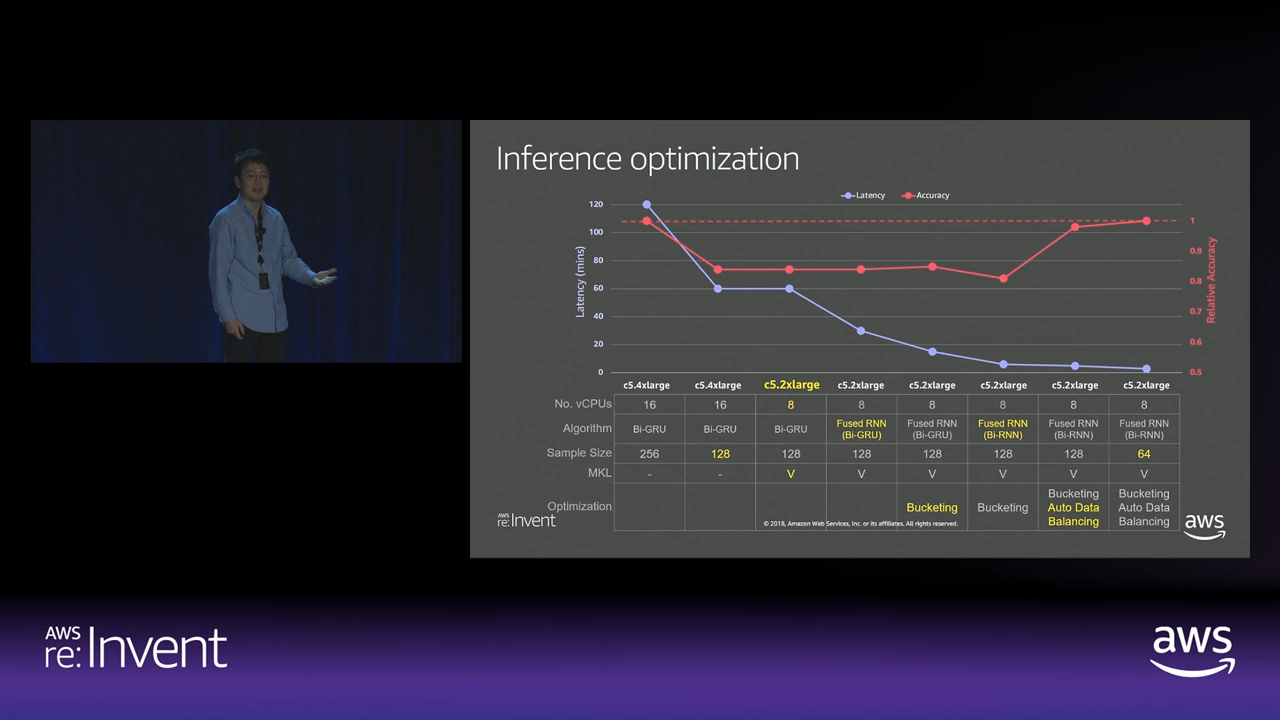 Inference optimization
Latency Accuracy
120
100
80
60
40
20
0
Latency (mins)
1
0.9
0.8
0.7
0.6
0.5
Relative Accuracy
c5.4xlarge c5.4xlarge c5.2xlarge c5.2xlarge c5.2xlarge c5.2xlarge c5.2xlarge c5.2xlarge
No. vCPUs 16 16 8 8 8 8 8 8
Algorithm Bi-GRU Bi-GRU Bi-GRU Fused RNN (Bi-GRU) Fused RNN (Bi-GRU) Fused RNN (Bi-RNN) Fused RNN (Bi-RNN) Fused RNN (Bi-RNN)
Sample Size 256 128 128 128 128 128 128 64
MKL - - V V V V V V
Optimization Bucketing Bucketing Bucketing Auto Data Balancing Bucketing Auto Data Balancing
AWS
re:Invent
© 2018, Amazon Web Services, Inc. or its affiliates. All rights reserved.
aws
AWS
re:Invent
aws